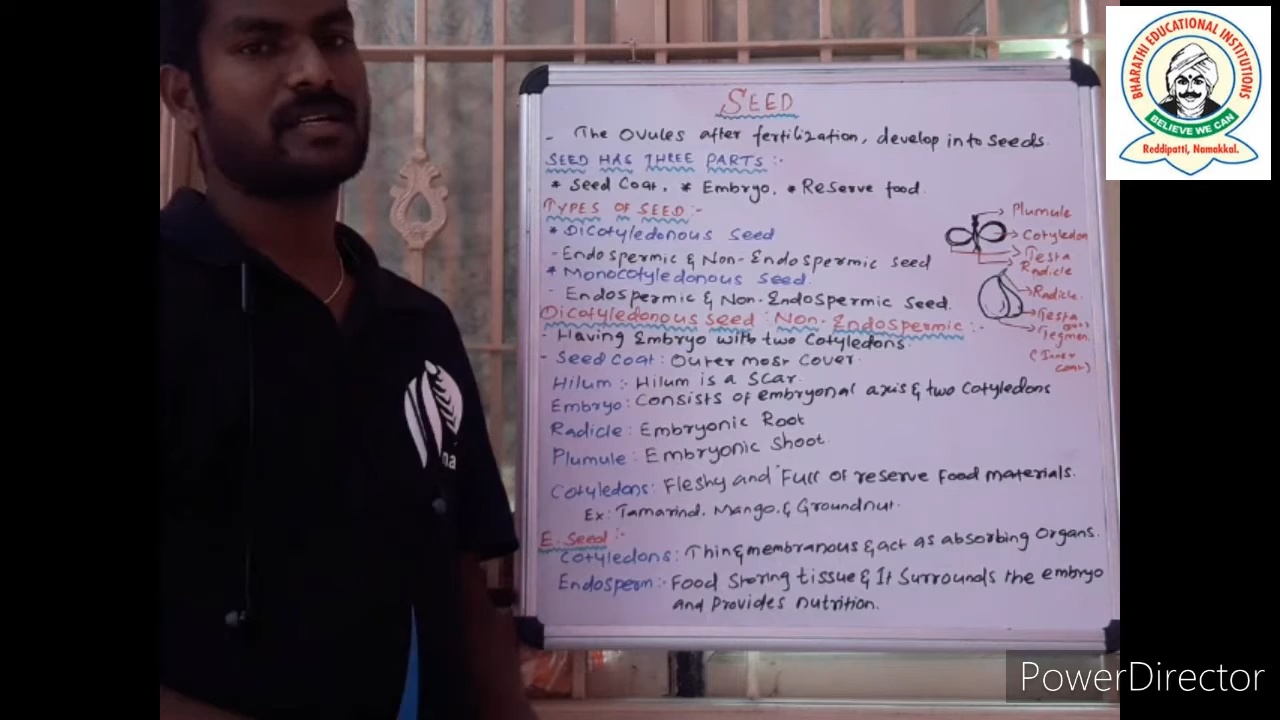 SEED
- The Ovules after fertilization, develop in to seeds.
SEED HAS THREE PARTS :-
* Seed Coat, * Embryo, * Reserve food.
TYPES OF SEED:-
* Dicotyledonous Seed
- Endospermic & Non-Endospermic seed
* Monocotyledonous seed.
- Endospermic & Non-Endospermic seed.
Dicotyledonous seed : Non-Endospermic :-
- Having Embryo with two Cotyledons.
- Seed Coat : Outer most Cover.
Hilum :- Hilum is a Scar.
Embryo : Consists of embryonal axis & two Cotyledons
Radicle : Embryonic Root
Plumule : Embryonic Shoot.
Cotyledons : Fleshy and Full of reserve Food materials.
Ex : Tamarind, Mango, & Groundnut.
E. Seed :-
Cotyledons : Thin & membranous & act as absorbing Organs.
Endosperm :- Food Storing tissue & It Surrounds the embryo
and Provides nutrition.
Plumule
Cotyledon
Testa
Radicle
Radicle.
Testa
Tegmen.
(Inner
coat)
BHARATHI EDUCATIONAL INSTITUTIONS
BELIEVE WE CAN
Reddipatti, Namakkal.
PowerDirector